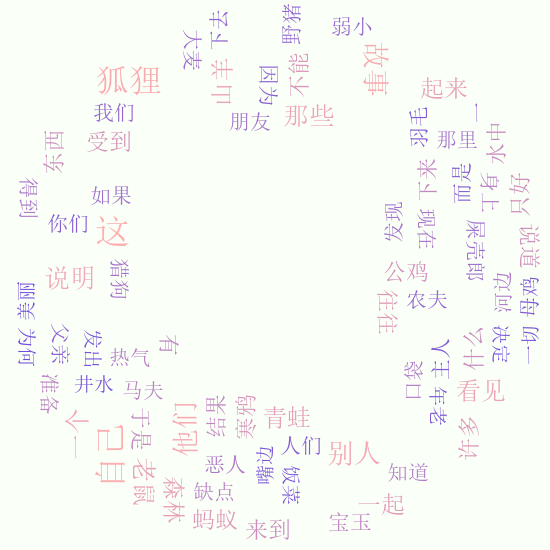 野猪
弱小
下去
大麦
故事
狐狸
山羊
因为
不能
起来
我们
朋友
那些
羽毛
一
那里
水中
东西
受到
下来
而是
上身
只好
得到
如果
你们
这
发现
现在
屎壳郎
说道
说明
猎狗
公鸡
河边
母鸡
美丽
往往
农夫
为何
父亲
发出
热气
有
主人
什么
决定
一切
准备
井水
马夫
口袋
年老
看见
一个
自己
于是
他们
结果
寒鸦
青蛙
许多
老鼠
恶人
嘴边
人们
别人
森林
缺点
饭菜
知道
蚂蚁
来到
宝玉
一起